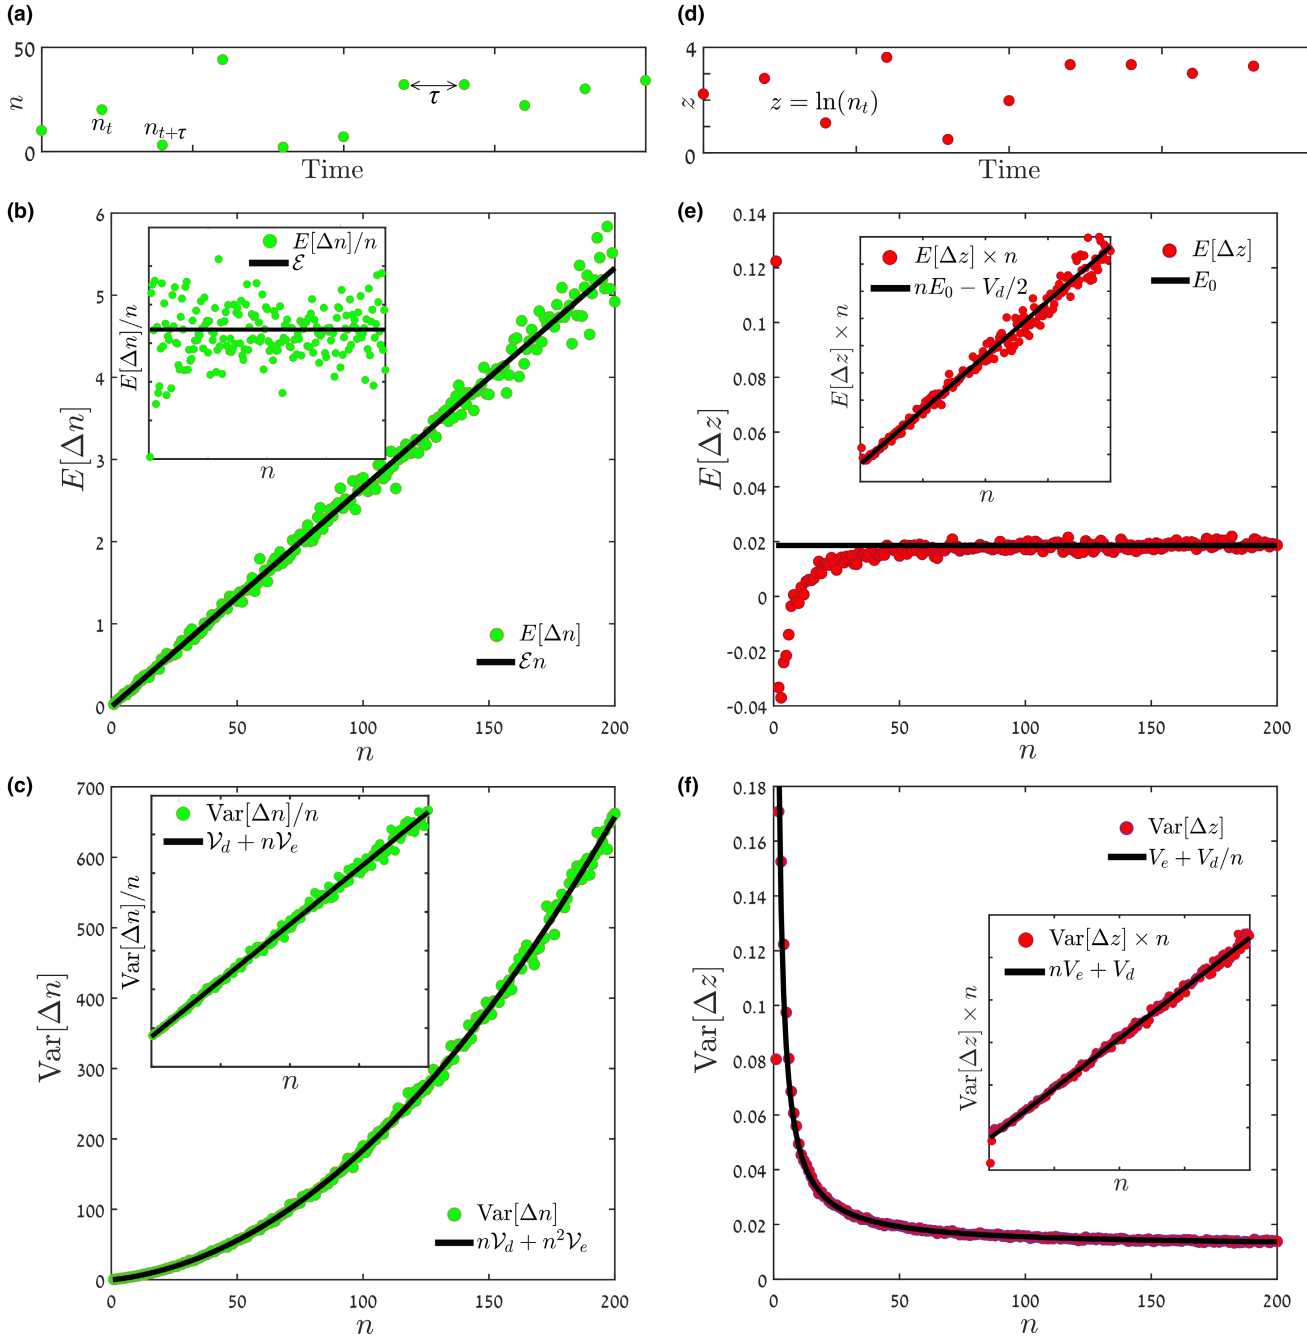 (a)
50
n
0
n_t
n_{t+τ}
τ
Time
(d)
4
z
0
z = ln(n_t)
Time
(b)
6
5
4
3
2
1
0
E[Δn]
0
50
100
150
200
n
E[Δn]/n
ℰ
E[Δn]/n
n
E[Δn]
ℰn
(e)
0.14
0.12
0.1
0.08
0.06
0.04
0.02
0
-0.02
-0.04
E[Δz]
0
50
100
150
200
n
E[Δz] × n
nE_0 − V_d/2
E[Δz] × n
n
E[Δz]
E_0
(c)
700
600
500
400
300
200
100
0
Var[Δn]
0
50
100
150
200
n
Var[Δn]/n
𝒱_d + n𝒱_e
Var[Δn]/n
n
Var[Δn]
n𝒱_d + n²𝒱_e
(f)
0.18
0.16
0.14
0.12
0.1
0.08
0.06
0.04
0.02
0
Var[Δz]
0
50
100
150
200
n
Var[Δz]
V_e + V_d/n
Var[Δz] × n
nV_e + V_d
Var[Δz] × n
n